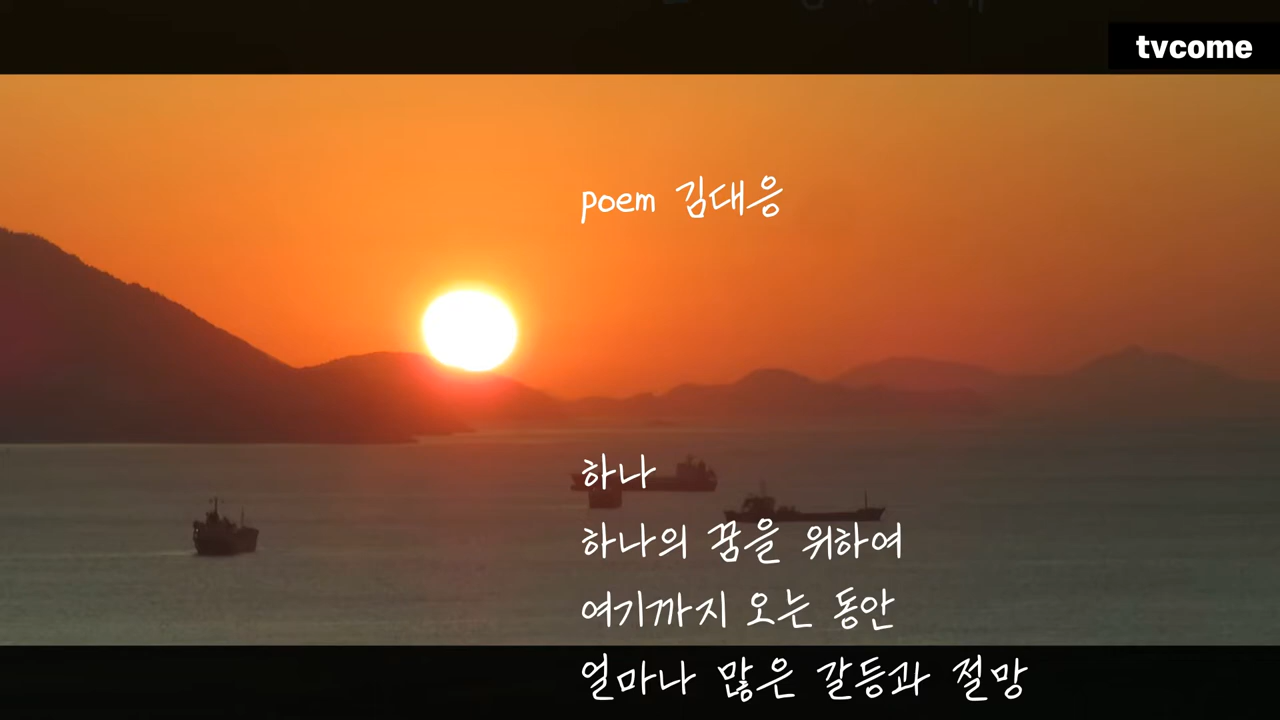 tvcome
poem 김대응
하나
하나의 꿈을 위하여
여기까지 오는 동안
얼마나 많은 갈등과 절망